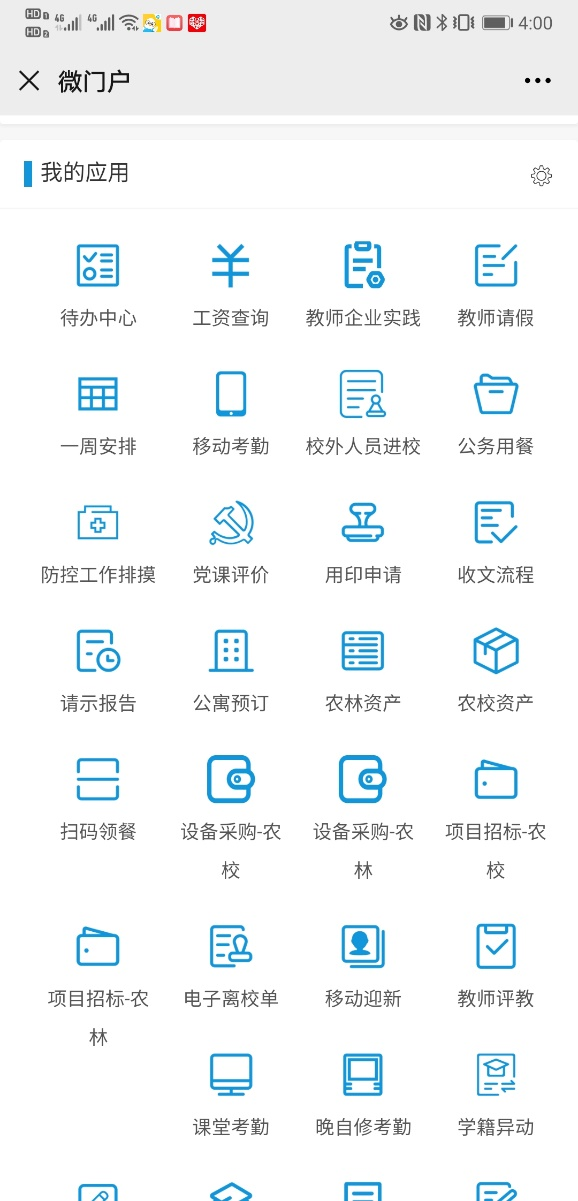 HD 1 4G 4G 4:00
HD 2
微门户
我的应用
待办中心 工资查询 教师企业实践 教师请假
一周安排 移动考勤 校外人员进校 公务用餐
防控工作排摸 党课评价 用印申请 收文流程
请示报告 公寓预订 农林资产 农校资产
扫码领餐 设备采购-农校 设备采购-农林 项目招标-农校
项目招标-农林 电子离校单 移动迎新 教师评教
课堂考勤 晚自修考勤 学籍异动